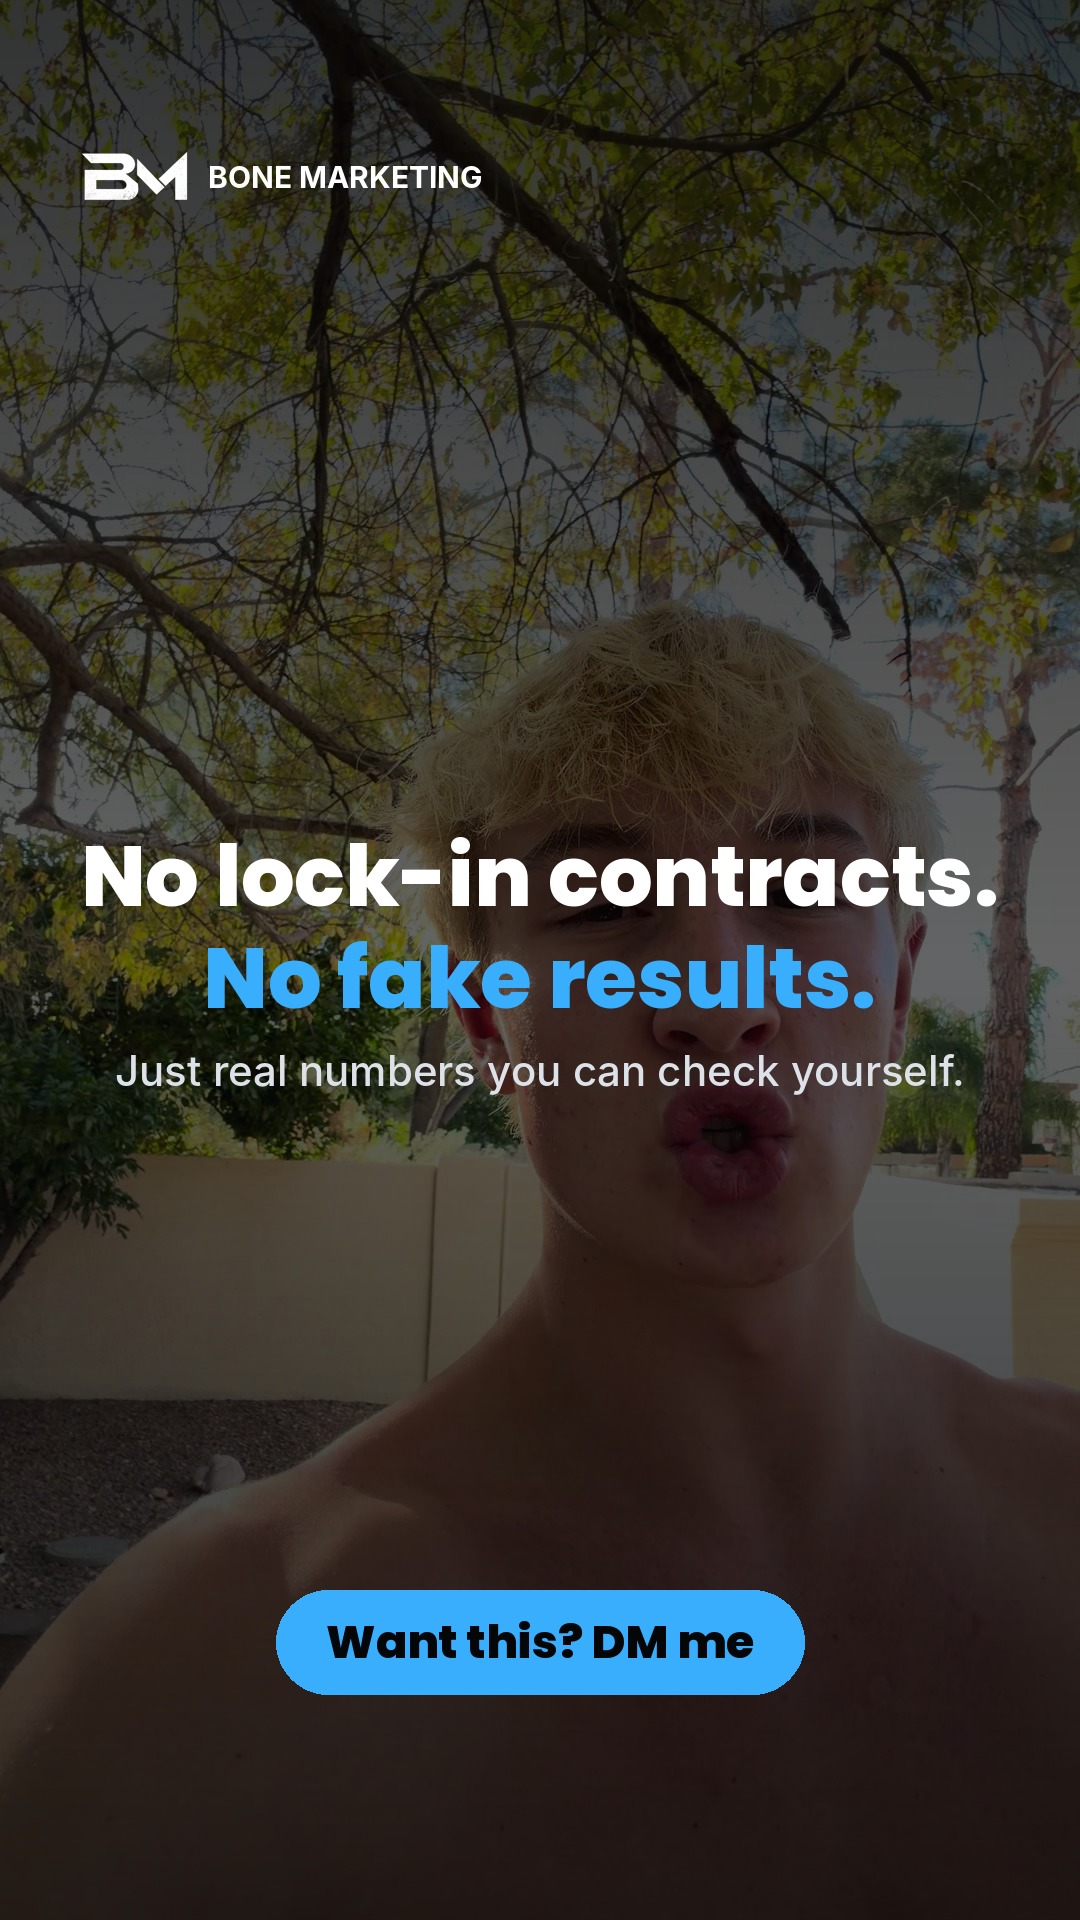 BM BONE MARKETING
No lock-in contracts.
No fake results.
Just real numbers you can check yourself.
Want this? DM me